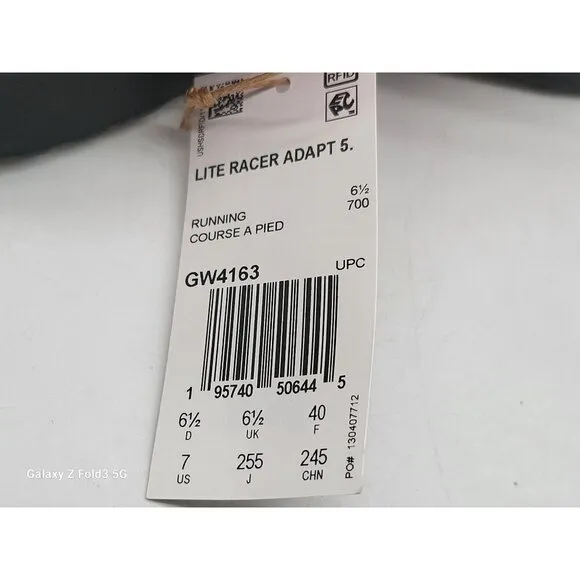 RFID
EPC
LITE RACER ADAPT 5.
6½
700
RUNNING
COURSE A PIED
GW4163
UPC
1 95740 50644 5
6½ 6½ 40
D UK F
7 255 245
US J CHN
PO# 130407712
Galaxy Z Fold3 5G